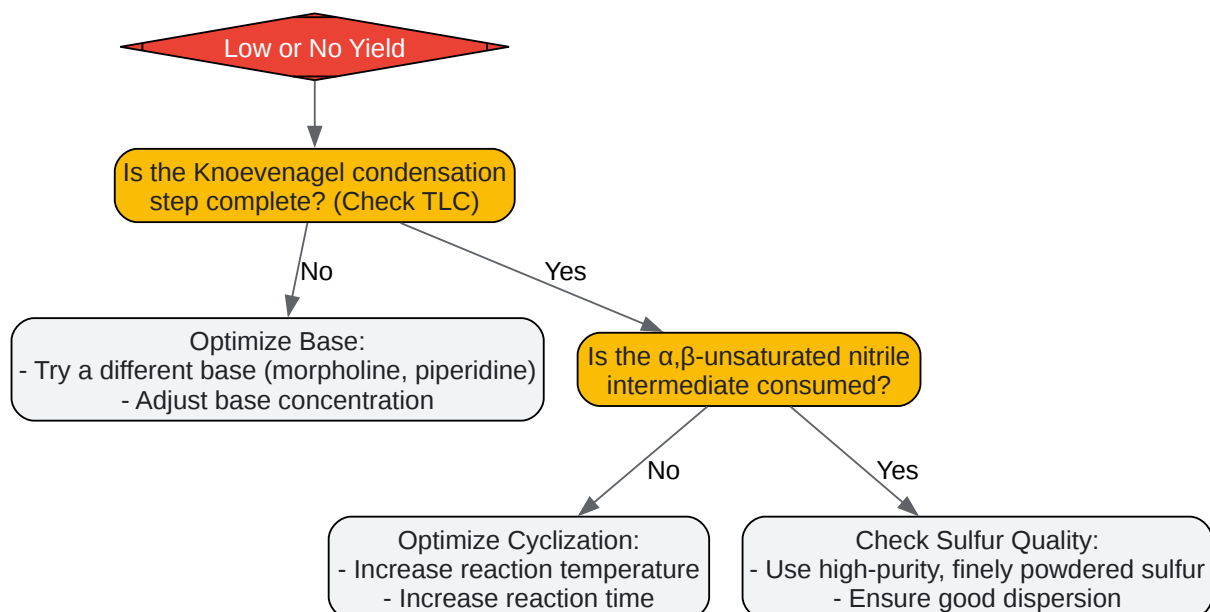 Low or No Yield
Is the Knoevenagel condensation
step complete? (Check TLC)
No
Yes
Optimize Base:
- Try a different base (morpholine, piperidine)
- Adjust base concentration
Is the α,β-unsaturated nitrile
intermediate consumed?
No
Yes
Optimize Cyclization:
- Increase reaction temperature
- Increase reaction time
Check Sulfur Quality:
- Use high-purity, finely powdered sulfur
- Ensure good dispersion